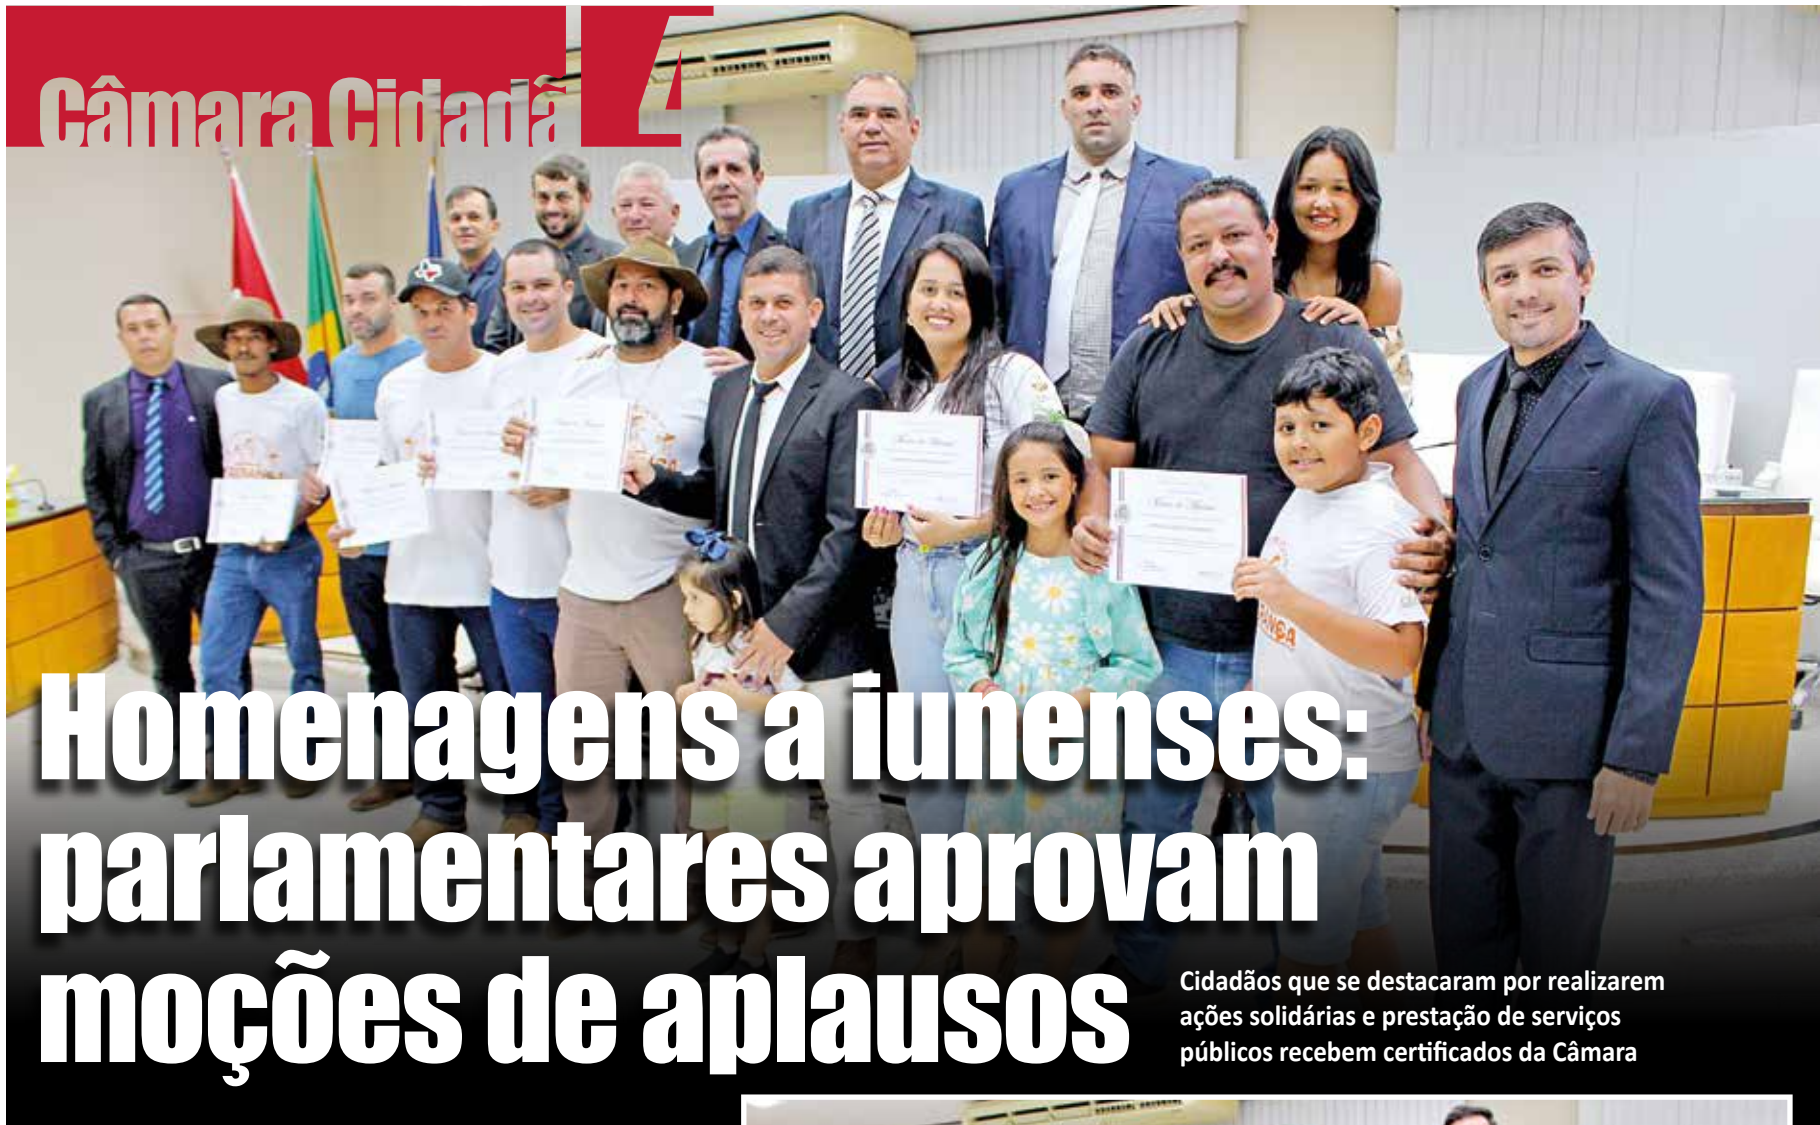 Câmara Cidadã 4
Homenagens a iunenses:
parlamentares aprovam
moções de aplausos
Cidadãos que se destacaram por realizarem
ações solidárias e prestação de serviços
públicos recebem certificados da Câmara